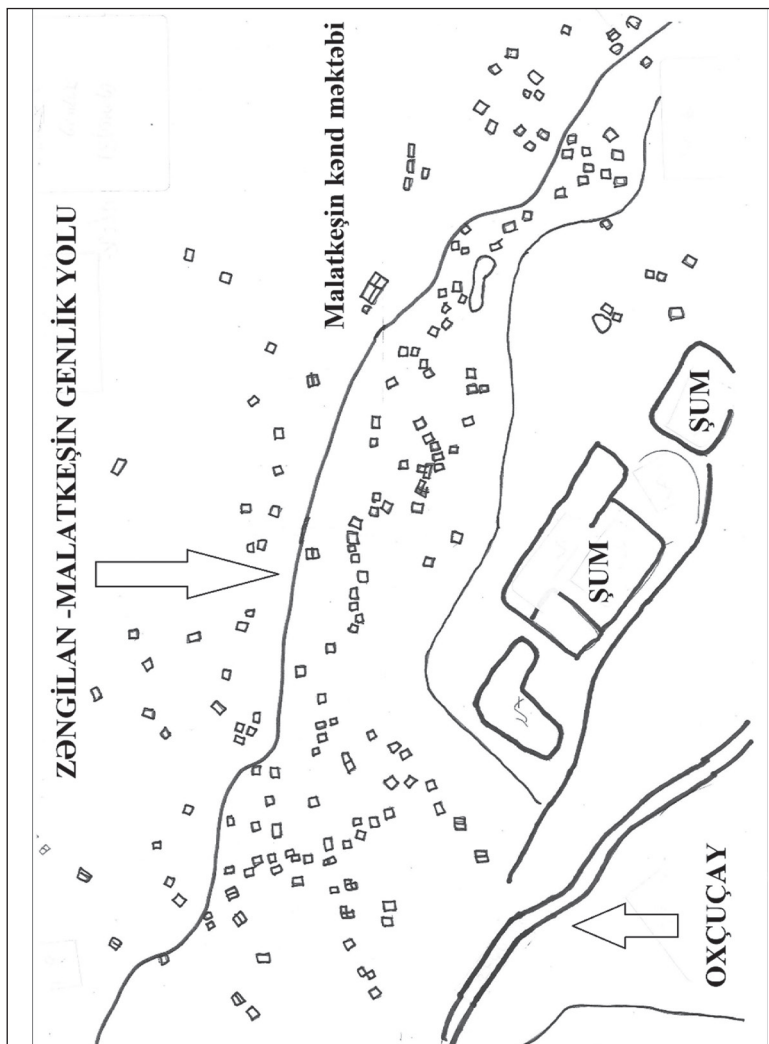 ZƏNGİLAN -MALATKEŞİN GENLİK YOLU
Malatkeşin kənd məktəbi
ŞUM
ŞUM
OXÇUÇAY